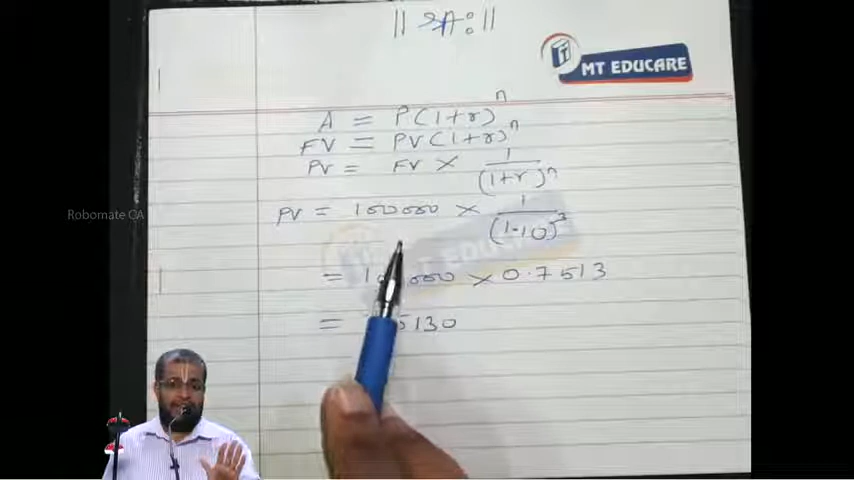 || श्रीः ||
MT EDUCARE
A = P(1+r)^n
FV = PV(1+r)^n
PV = FV × 1/(1+r)^n
Robomate CA
PV = 100000 × 1/(1.10)^3
= 100000 × 0.7513
= 5130